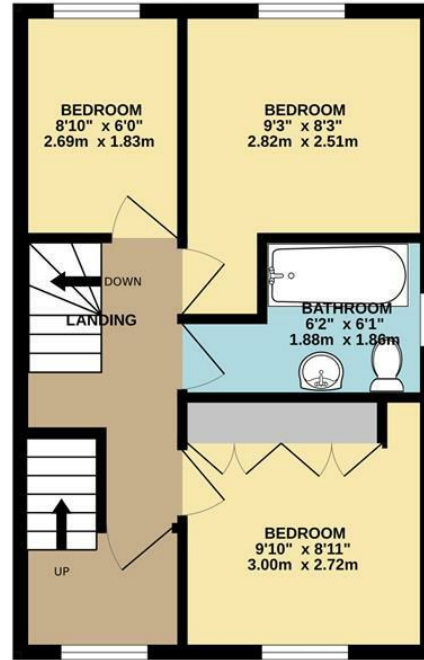 BEDROOM
8'10" x 6'0"
2.69m x 1.83m
BEDROOM
9'3" x 8'3"
2.82m x 2.51m
DOWN
LANDING
BATHROOM
6'2" x 6'1"
1.88m x 1.86m
BEDROOM
9'10" x 8'11"
3.00m x 2.72m
UP